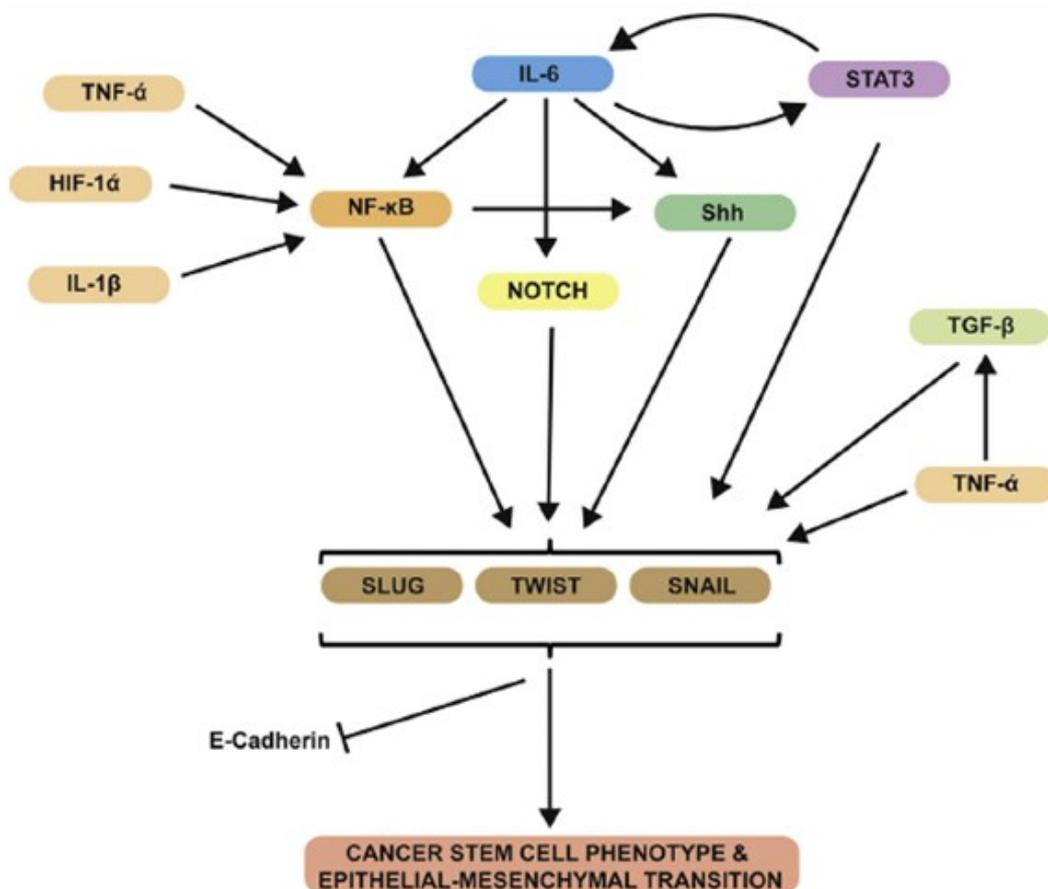 IL-6
STAT3
TNF-ά
HIF-1ά
NF-κB
Shh
IL-1β
NOTCH
TGF-β
TNF-ά
SLUG
TWIST
SNAIL
E-Cadherin
CANCER STEM CELL PHENOTYPE &
EPITHELIAL-MESENCHYMAL TRANSITION